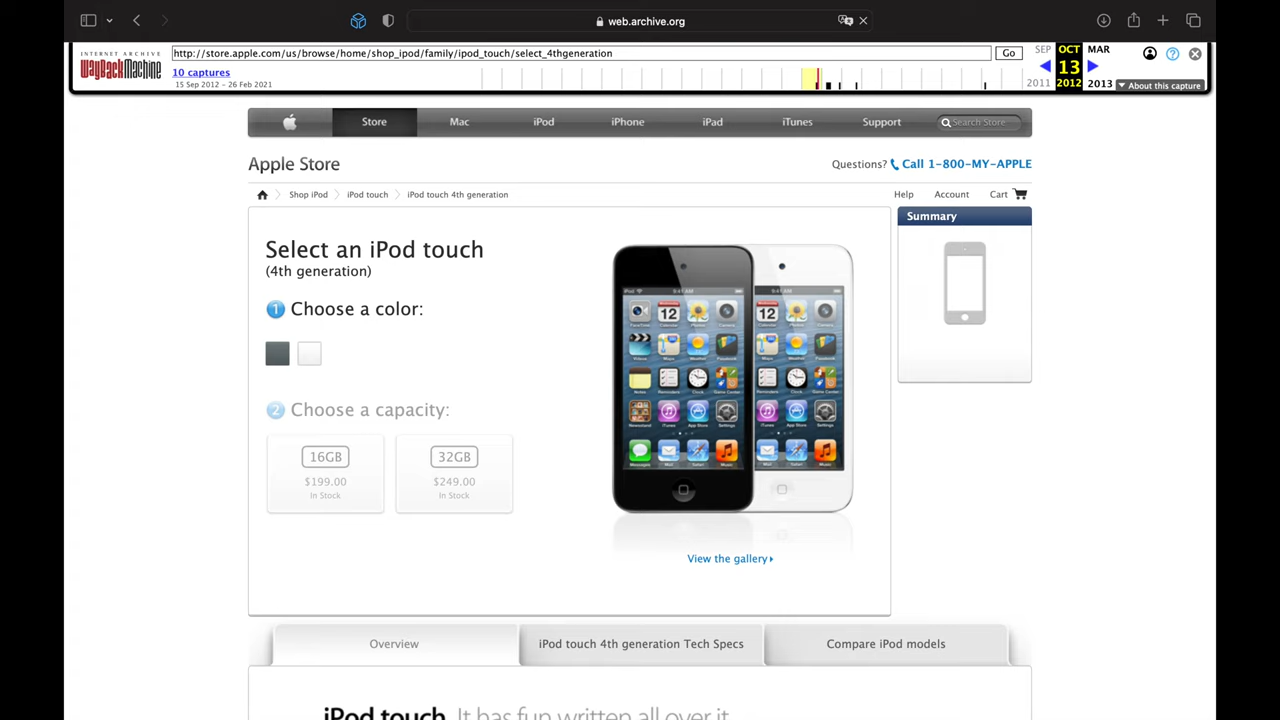 web.archive.org
INTERNET ARCHIVE
WayBackMachine
http://store.apple.com/us/browse/home/shop_ipod/family/ipod_touch/select_4thgeneration
Go
SEP OCT MAR
10 captures
13
15 Sep 2012 - 26 Feb 2021
2011 2012 2013
About this capture
Store Mac iPod iPhone iPad iTunes Support Search Store
Apple Store
Questions? Call 1-800-MY-APPLE
Shop iPod iPod touch iPod touch 4th generation
Help Account Cart
Summary
Select an iPod touch
(4th generation)
1 Choose a color:
2 Choose a capacity:
16GB 32GB
$199.00 $249.00
In Stock In Stock
View the gallery
Overview iPod touch 4th generation Tech Specs Compare iPod models
iPod touch. It has fun written all over it.